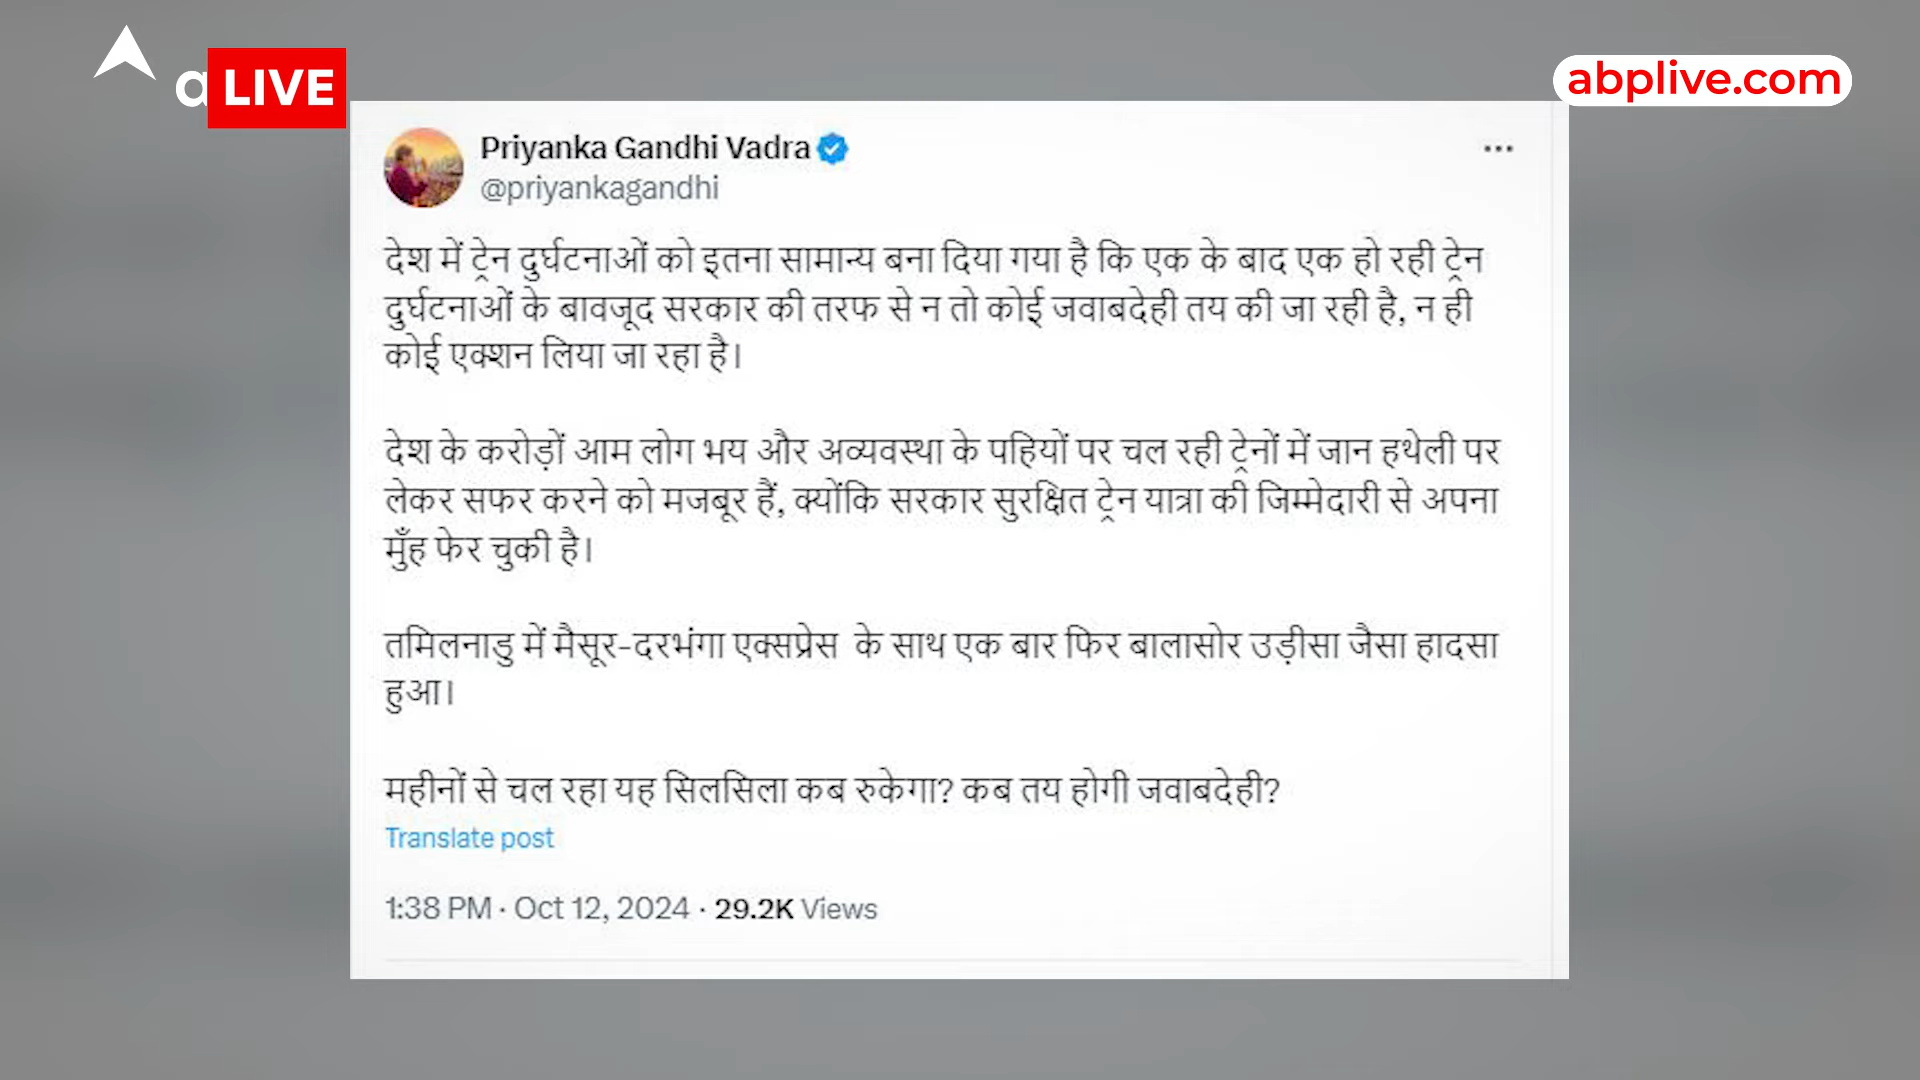 a LIVE
abplive.com
Priyanka Gandhi Vadra
@priyankagandhi
देश में ट्रेन दुर्घटनाओं को इतना सामान्य बना दिया गया है कि एक के बाद एक हो रही ट्रेन
दुर्घटनाओं के बावजूद सरकार की तरफ से न तो कोई जवाबदेही तय की जा रही है, न ही
कोई एक्शन लिया जा रहा है।
देश के करोड़ों आम लोग भय और अव्यवस्था के पहियों पर चल रही ट्रेनों में जान हथेली पर
लेकर सफर करने को मजबूर हैं, क्योंकि सरकार सुरक्षित ट्रेन यात्रा की जिम्मेदारी से अपना
मुँह फेर चुकी है।
तमिलनाडु में मैसूर-दरभंगा एक्सप्रेस के साथ एक बार फिर बालासोर उड़ीसा जैसा हादसा
हुआ।
महीनों से चल रहा यह सिलसिला कब रुकेगा? कब तय होगी जवाबदेही?
Translate post
1:38 PM · Oct 12, 2024 · 29.2K Views